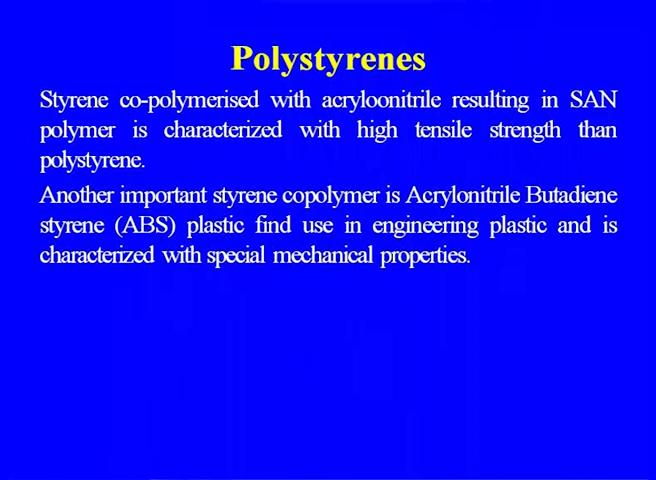 Polystyrenes
Styrene co-polymerised with acryloonitrile resulting in SAN
polymer is characterized with high tensile strength than
polystyrene.
Another important styrene copolymer is Acrylonitrile Butadiene
styrene (ABS) plastic find use in engineering plastic and is
characterized with special mechanical properties.